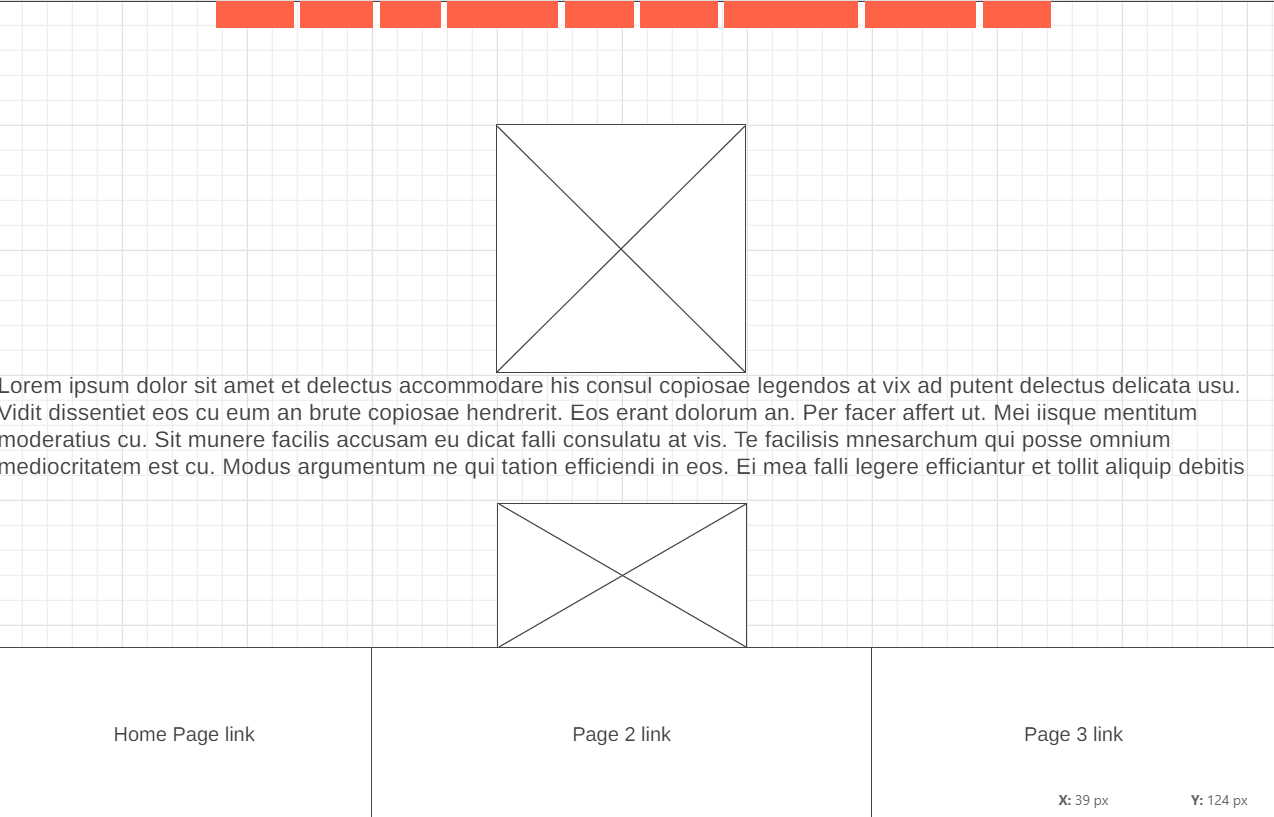 Lorem ipsum dolor sit amet et delectus accommodare his consul copiosae legendos at vix ad putent delectus delicata usu.
Vidit dissentiet eos cu eum an brute copiosae hendrerit. Eos erant dolorum an. Per facer affert ut. Mei iisque mentitum
moderatius cu. Sit munere facilis accusam eu dicat falli consulatu at vis. Te facilisis mnesarchum qui posse omnium
mediocritatem est cu. Modus argumentum ne qui tation efficiendi in eos. Ei mea falli legere efficiantur et tollit aliquip debitis
Home Page link
Page 2 link
Page 3 link
X: 39 px
Y: 124 px